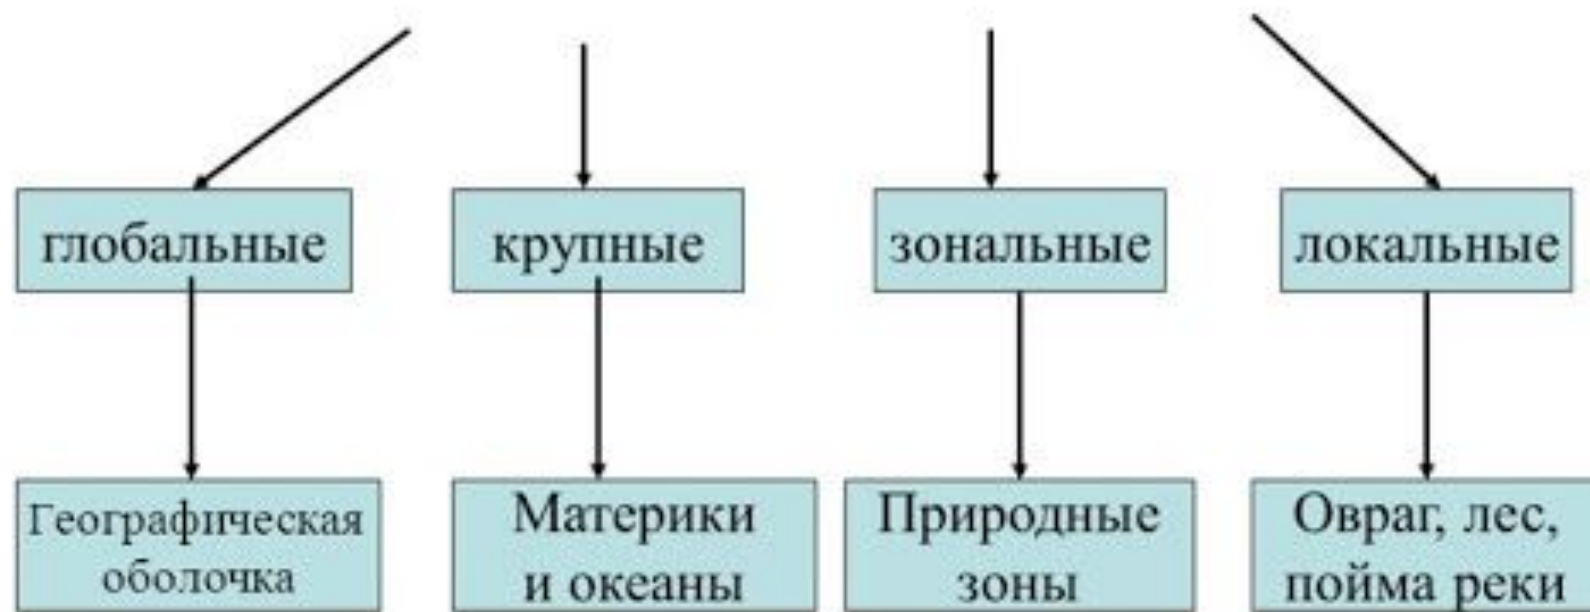 глобальные
крупные
зональные
локальные
Географическая
оболочка
Материки
и океаны
Природные
зоны
Овраг, лес,
пойма реки